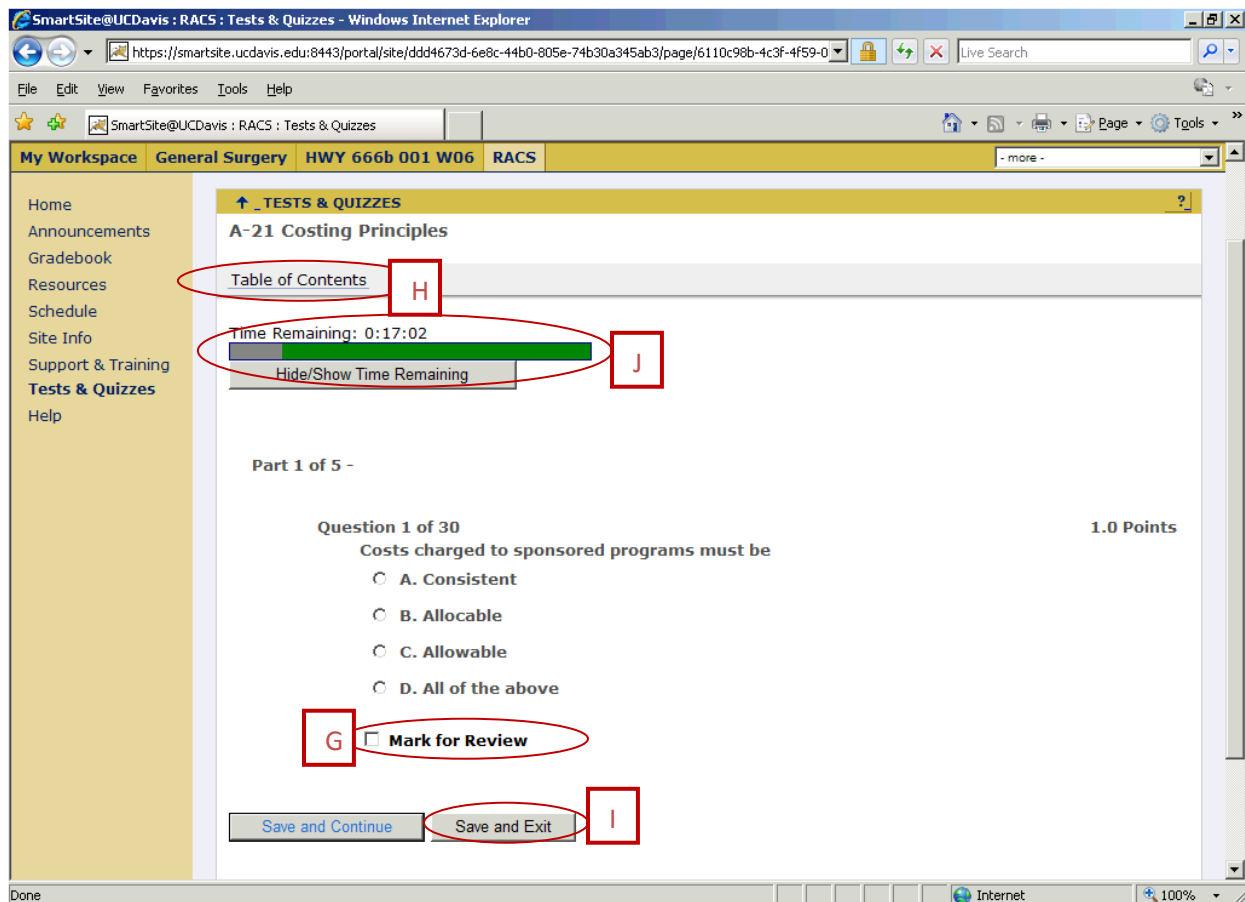 SmartSite@UCDavis : RACS : Tests & Quizzes - Windows Internet Explorer
https://smartsite.ucdavis.edu:8443/portal/site/ddd4673d-6e8c-44b0-805e-74b30a345ab3/page/6110c98b-4c3f-4f59-0
Live Search
File Edit View Favorites Tools Help
SmartSite@UCDavis : RACS : Tests & Quizzes
Page Tools »
My Workspace General Surgery HWY 666b 001 W06 RACS
- more -
Home
Announcements
Gradebook
Resources
Schedule
Site Info
Support & Training
Tests & Quizzes
Help
_TESTS & QUIZZES
?
A-21 Costing Principles
Table of Contents
H
Time Remaining: 0:17:02
Hide/Show Time Remaining
J
Part 1 of 5 -
Question 1 of 30 1.0 Points
Costs charged to sponsored programs must be
A. Consistent
B. Allocable
C. Allowable
D. All of the above
G Mark for Review
Save and Continue Save and Exit I
Done Internet 100%